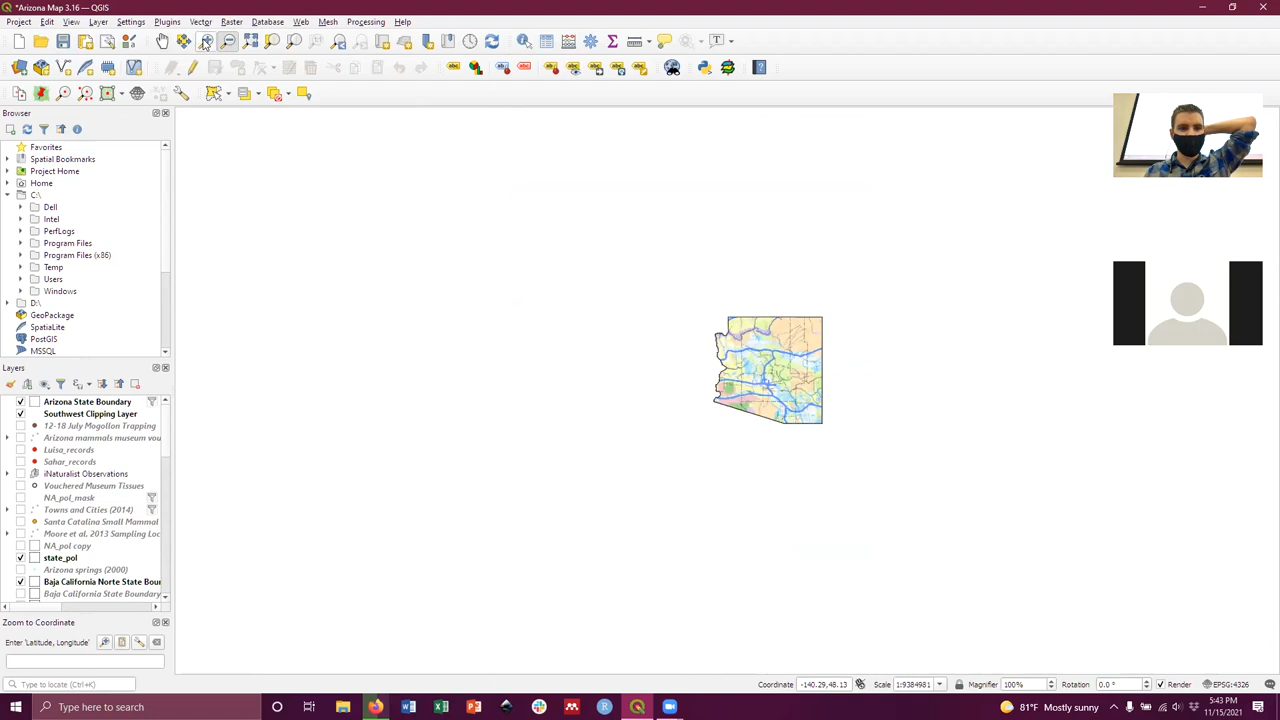 *Arizona Map 3.16 — QGIS
Project Edit View Layer Settings Plugins Vector Raster Database Web Mesh Processing Help
Browser
Favorites
Spatial Bookmarks
Project Home
Home
C:\
Dell
Intel
PerfLogs
Program Files
Program Files (x86)
Temp
Users
Windows
D:\
GeoPackage
SpatiaLite
PostGIS
MSSQL
Layers
Arizona State Boundary
Southwest Clipping Layer
12-18 July Mogollon Trapping
Arizona mammals museum vou
Luisa_records
Sahar_records
iNaturalist Observations
Vouchered Museum Tissues
NA_pol_mask
Towns and Cities (2014)
Santa Catalina Small Mammal
Moore et al. 2013 Sampling Loc
NA_pol copy
state_pol
Arizona springs (2000)
Baja California Norte State Boun
Baja California State Boundary
Zoom to Coordinate
Enter 'Latitude, Longitude'
Type to locate (Ctrl+K)
Coordinate -140.29,48.13 Scale 1:9384981 Magnifier 100% Rotation 0.0 ° Render EPSG:4326
Type here to search
81°F Mostly sunny
5:43 PM
11/15/2021